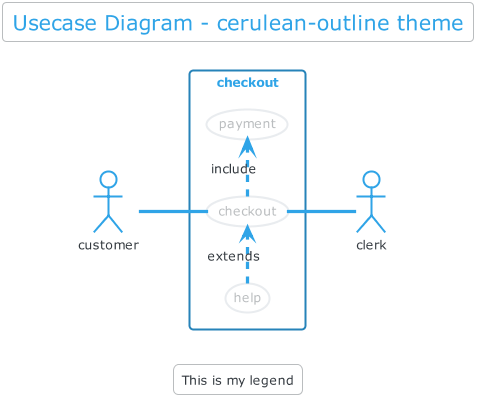 Usecase Diagram - cerulean-outline theme
checkout
payment
include
checkout
customer
clerk
extends
help
This is my legend